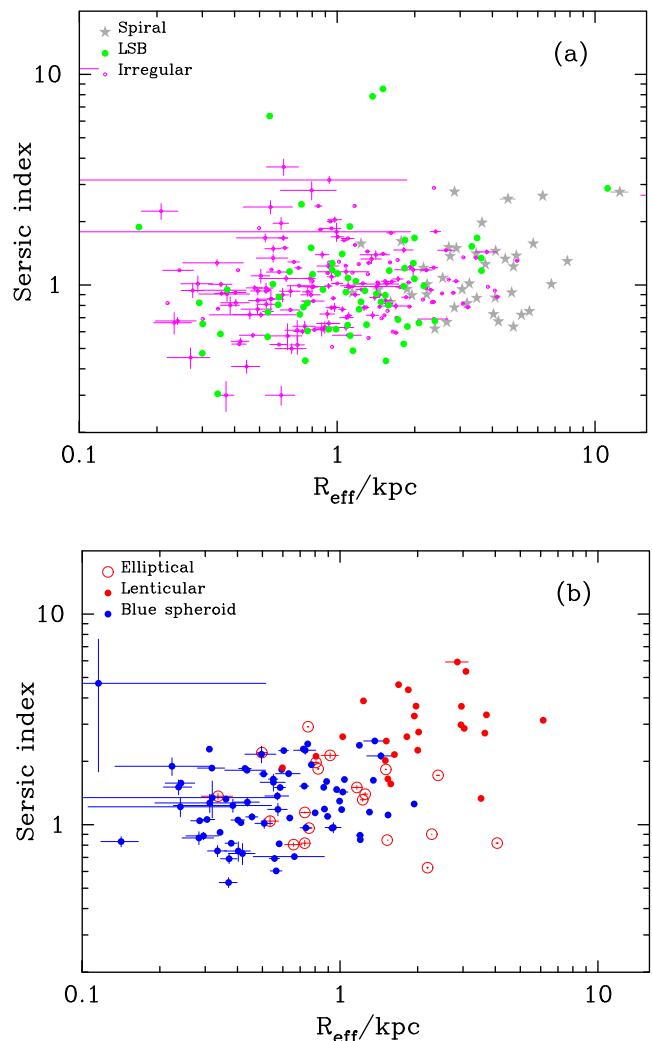 Spiral
LSB
Irregular
(a)
10
1
Sersic index
0.1 1 10
R_eff/kpc
Elliptical
Lenticular
Blue spheroid
(b)
10
1
Sersic index
0.1 1 10
R_eff/kpc